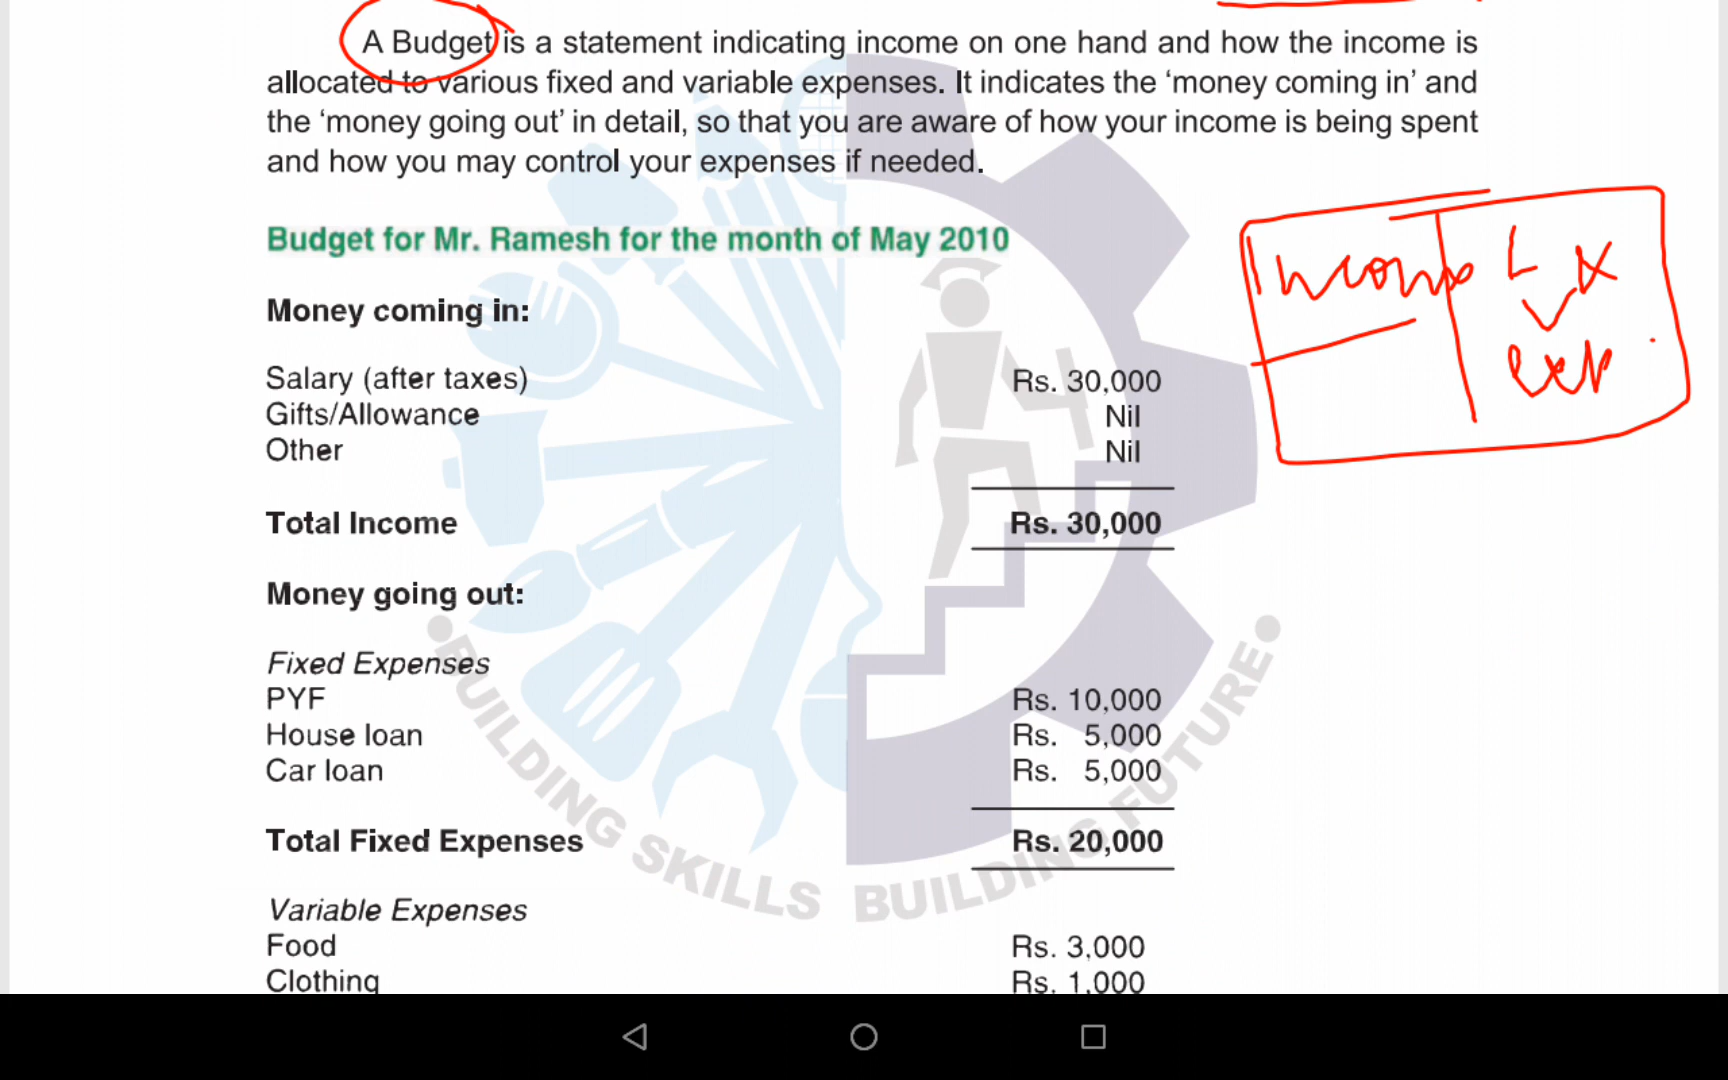 A Budget is a statement indicating income on one hand and how the income is
allocated to various fixed and variable expenses. It indicates the ‘money coming in’ and
the ‘money going out’ in detail, so that you are aware of how your income is being spent
and how you may control your expenses if needed.
Budget for Mr. Ramesh for the month of May 2010
Income
exp
Money coming in:
Salary (after taxes) Rs. 30,000
Gifts/Allowance Nil
Other Nil
Total Income Rs. 30,000
Money going out:
Fixed Expenses
PYF Rs. 10,000
House loan Rs. 5,000
Car loan Rs. 5,000
Total Fixed Expenses Rs. 20,000
Variable Expenses
Food Rs. 3,000
Clothing Rs. 1,000
•BUILDING SKILLS BUILDING FUTURE•